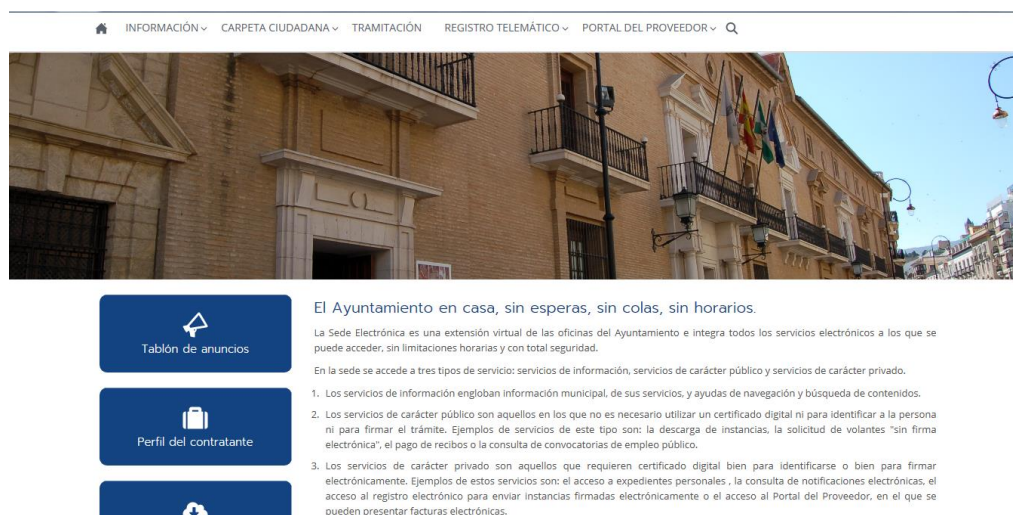 INFORMACIÓN CARPETA CIUDADANA TRAMITACIÓN REGISTRO TELEMÁTICO PORTAL DEL PROVEEDOR
Tablón de anuncios
Perfil del contratante
El Ayuntamiento en casa, sin esperas, sin colas, sin horarios.
La Sede Electrónica es una extensión virtual de las oficinas del Ayuntamiento e integra todos los servicios electrónicos a los que se
puede acceder, sin limitaciones horarias y con total seguridad.
En la sede se accede a tres tipos de servicio: servicios de información, servicios de carácter público y servicios de carácter privado.
1. Los servicios de información engloban información municipal, de sus servicios, y ayudas de navegación y búsqueda de contenidos.
2. Los servicios de carácter público son aquellos en los que no es necesario utilizar un certificado digital ni para identificar a la persona
ni para firmar el trámite. Ejemplos de servicios de este tipo son: la descarga de instancias, la solicitud de volantes "sin firma
electrónica", el pago de recibos o la consulta de convocatorias de empleo público.
3. Los servicios de carácter privado son aquellos que requieren certificado digital bien para identificarse o bien para firmar
electrónicamente. Ejemplos de estos servicios son: el acceso a expedientes personales , la consulta de notificaciones electrónicas, el
acceso al registro electrónico para enviar instancias firmadas electrónicamente o el acceso al Portal del Proveedor, en el que se
pueden presentar facturas electrónicas.